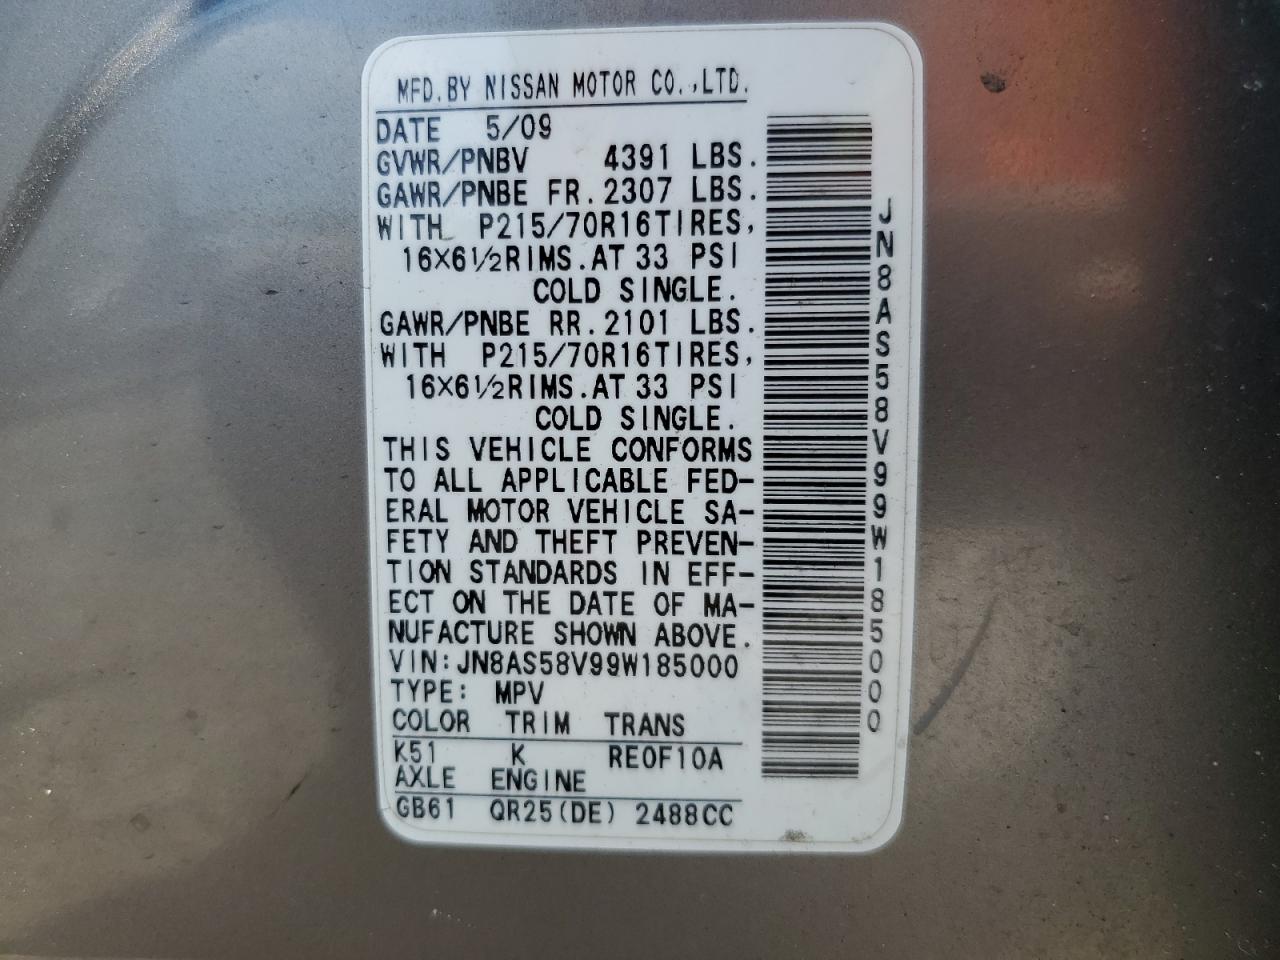 MFD.BY NISSAN MOTOR CO.,LTD.
DATE 5/09
GVWR/PNBV 4391 LBS.
GAWR/PNBE FR.2307 LBS.
WITH P215/70R16TIRES,
16X6½RIMS.AT 33 PSI
COLD SINGLE.
GAWR/PNBE RR.2101 LBS.
WITH P215/70R16TIRES,
16X6½RIMS.AT 33 PSI
COLD SINGLE.
THIS VEHICLE CONFORMS
TO ALL APPLICABLE FED-
ERAL MOTOR VEHICLE SA-
FETY AND THEFT PREVEN-
TION STANDARDS IN EFF-
ECT ON THE DATE OF MA-
NUFACTURE SHOWN ABOVE.
VIN:JN8AS58V99W185000
TYPE: MPV
COLOR TRIM TRANS
K51 K RE0F10A
AXLE ENGINE
GB61 QR25(DE) 2488CC
JN8AS58V99W185000